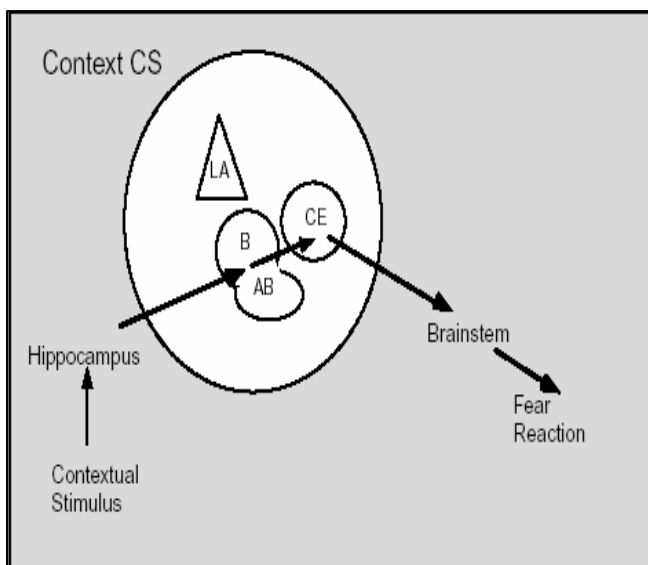 Context CS
LA
CE
B
AB
Brainstem
Hippocampus
Fear
Reaction
Contextual
Stimulus